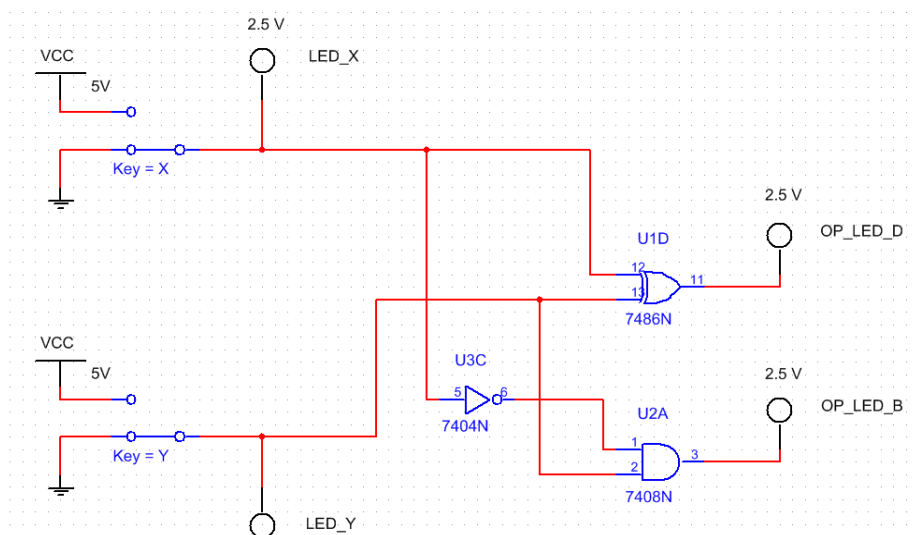 2.5 V
VCC
LED_X
5V
Key = X
2.5 V
OP_LED_D
U1D
12
11
13
7486N
VCC
5V
U3C
2.5 V
5
6
OP_LED_B
U2A
7404N
1
3
2
Key = Y
7408N
LED_Y